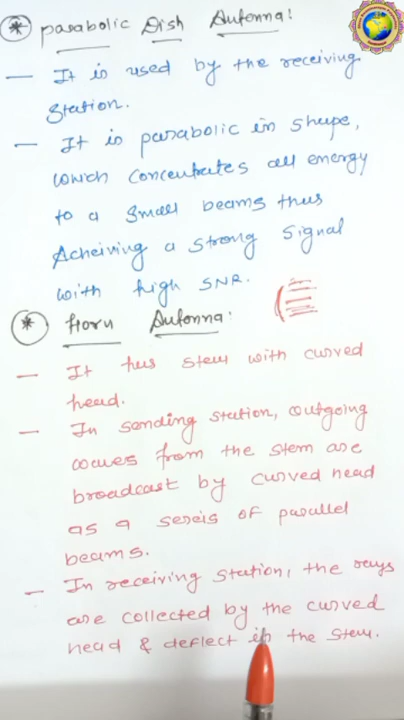 * Parabolic Dish Antenna:
— It is used by the receiving
station.
— It is parabolic in shape,
which concentrates all energy
to a small beams thus
Acheiving a strong signal
with high SNR.
* Horn Antenna:
— It has stem with curved
head.
— In sending station, outgoing
waves from the stem are
broadcast by curved head
as a sereis of parallel
beams.
— In receiving station, the rays
are collected by the curved
head & deflect in the stem.